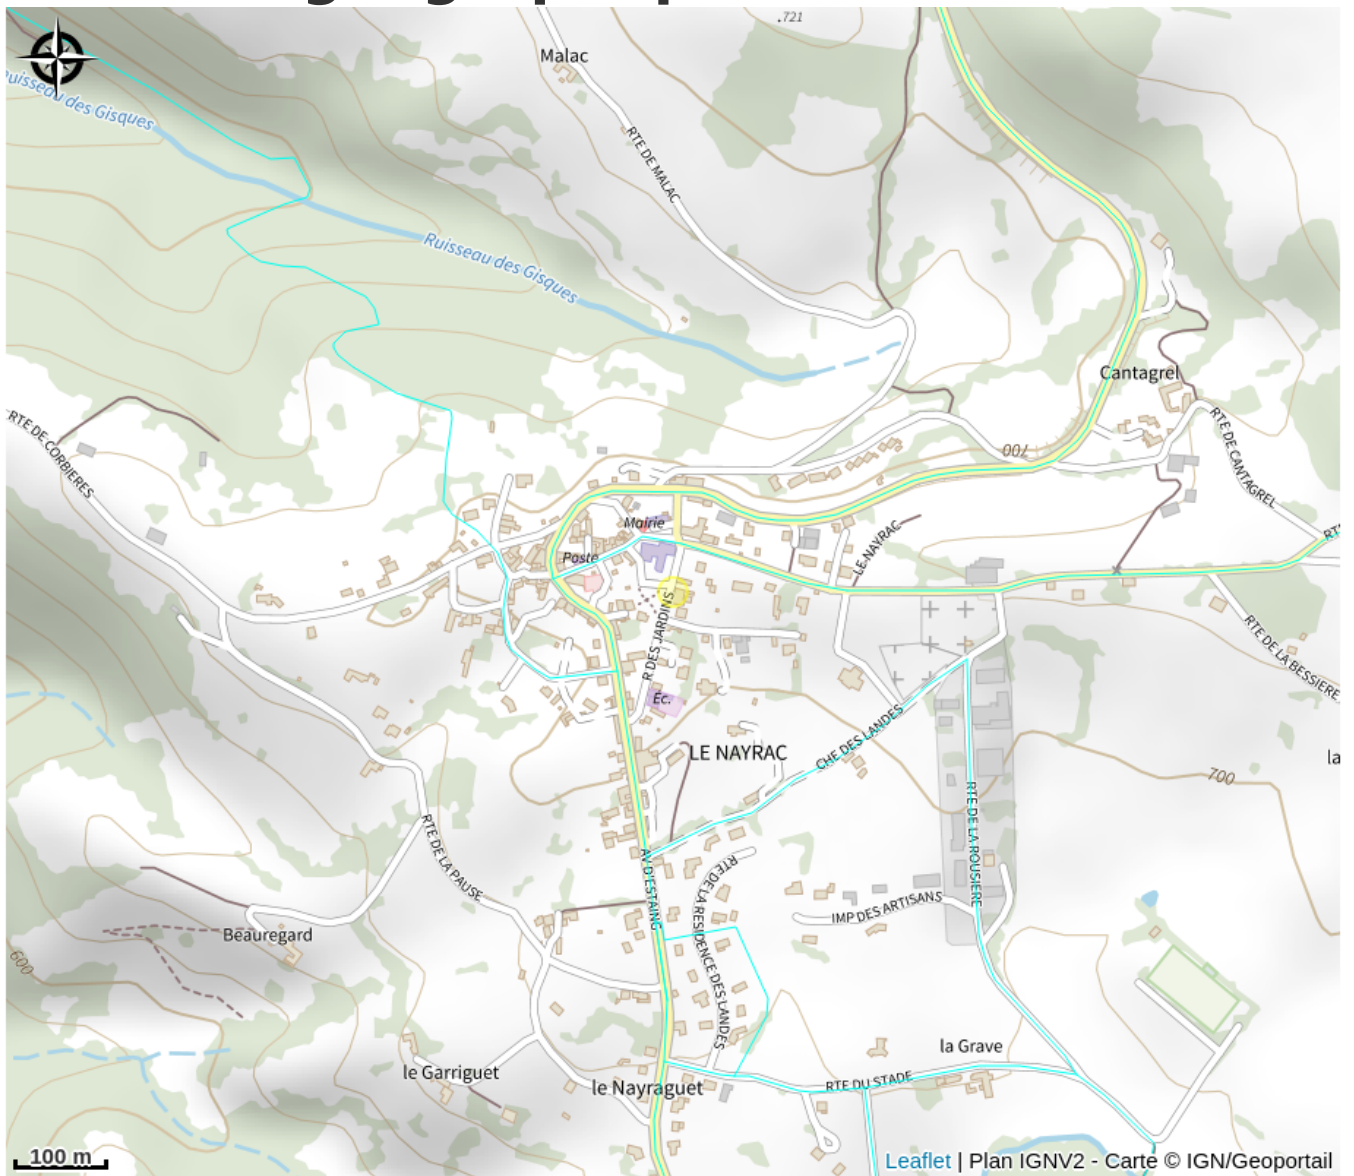 .721
Malac
Ruisseau des Gisques
RTE DE MALAC
Ruisseau des Gisques
Cantagrel
RTE DE CORBIERES
RTE DE CANTAGREL
700
Mairie
LE NAYRAC
Poste
R DES JARDINS
RTE DE LA BESSIERE
Éc.
CHE DES LANDES
LE NAYRAC
la
700
RTE DE LA ROUSIERE
RTE DE LA PAUSE
AV D'ESTAING
RTE DE LA RESIDENCE DES LANDES
IMP DES ARTISANS
Beauregard
600
la Grave
le Garriguet
le Nayraguet
RTE DU STADE
100 m
Leaflet | Plan IGNV2 - Carte © IGN/Geoportail